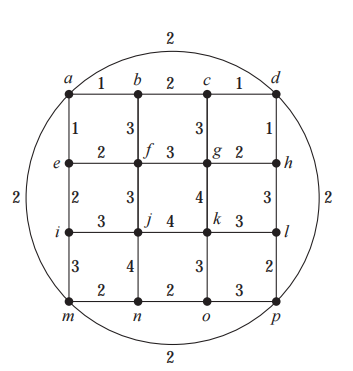 2
a 1 b 2 c 1 d
1 3 3 1
e 2 f 3 g 2 h
2 2 3 4 3 2
i 3 j 4 k 3 l
3 4 3 2
2 2 3
m n o p
2